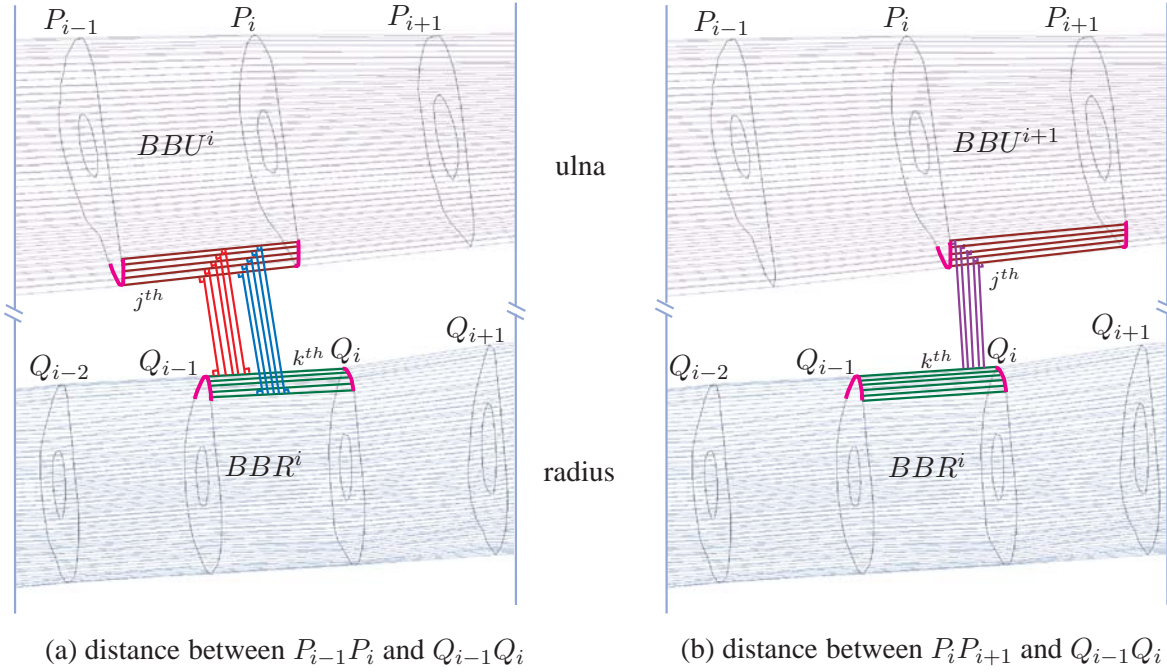 P_{i−1} P_i P_{i+1}
BBU^i
j^{th}
Q_{i+1}
Q_{i−2} Q_{i−1} k^{th} Q_i
BBR^i
ulna
radius
P_{i−1} P_i P_{i+1}
BBU^{i+1}
j^{th}
Q_{i+1}
Q_{i−2} Q_{i−1} k^{th} Q_i
BBR^i
(a) distance between P_{i−1}P_i and Q_{i−1}Q_i
(b) distance between P_iP_{i+1} and Q_{i−1}Q_i